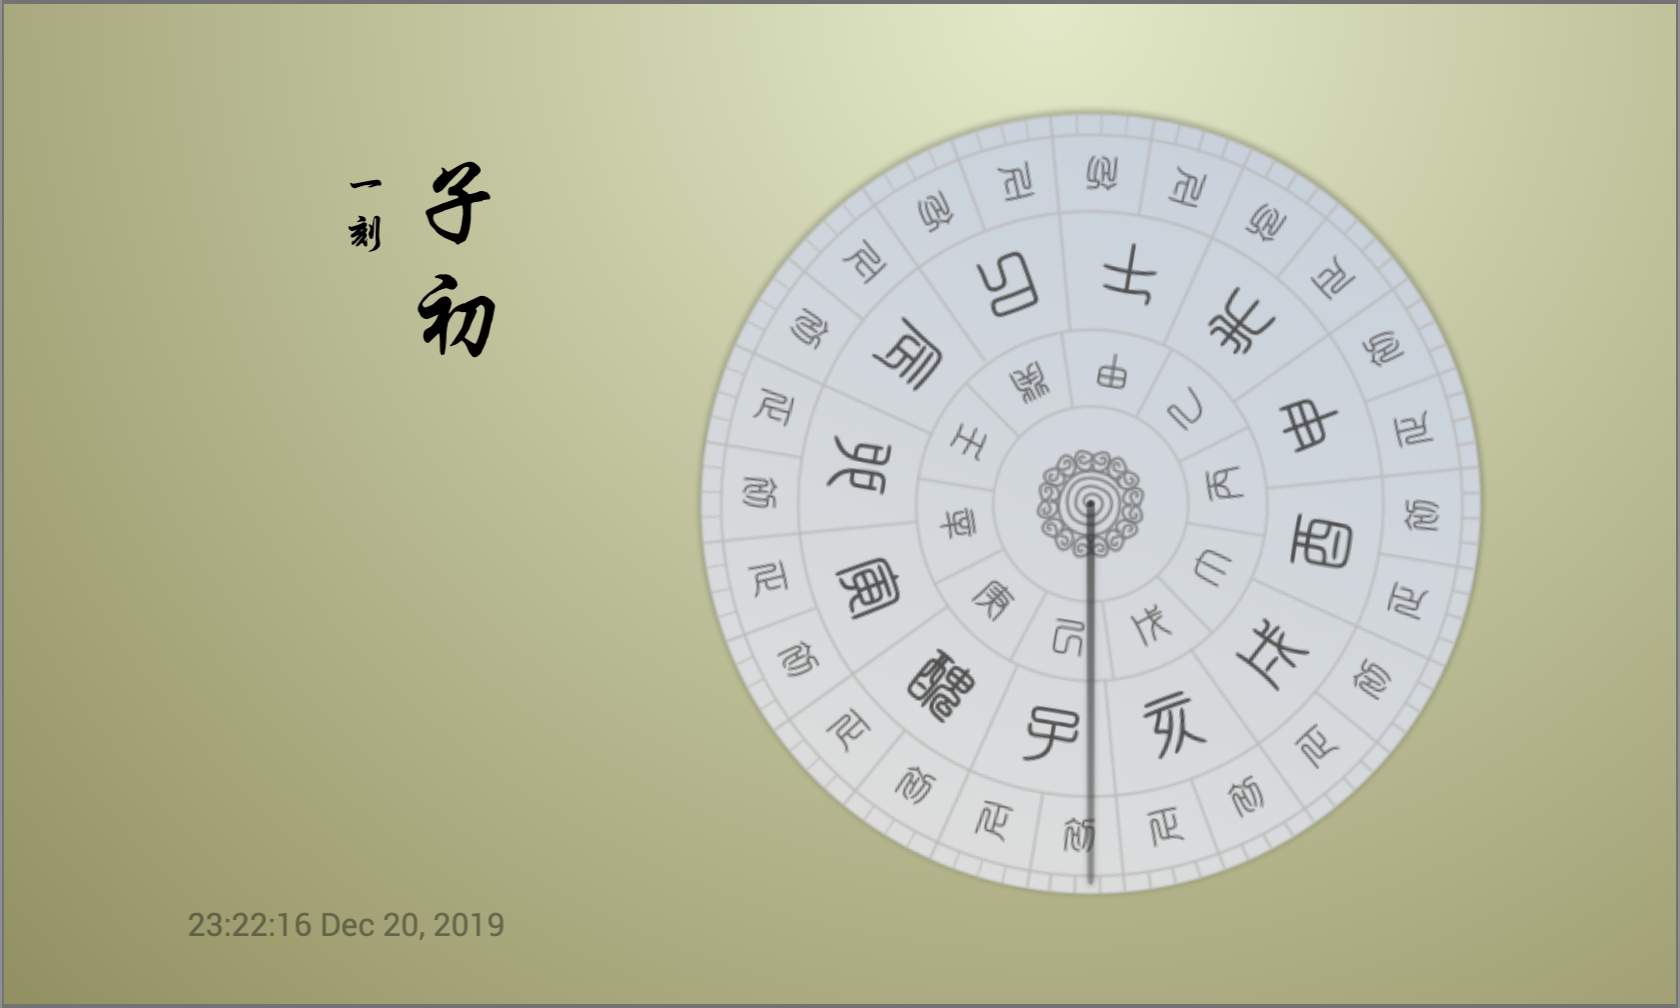 子初
一刻
初 正 初 正 初 正 初 正 初 正 初 正 初 正 初 正 初 正 初 正 初 正 初 正
子 醜 寅 卯 辰 巳 午 未 申 酉 戌 亥
甲 乙 丙 丁 戊 己 庚 辛 壬 癸
23:22:16 Dec 20, 2019